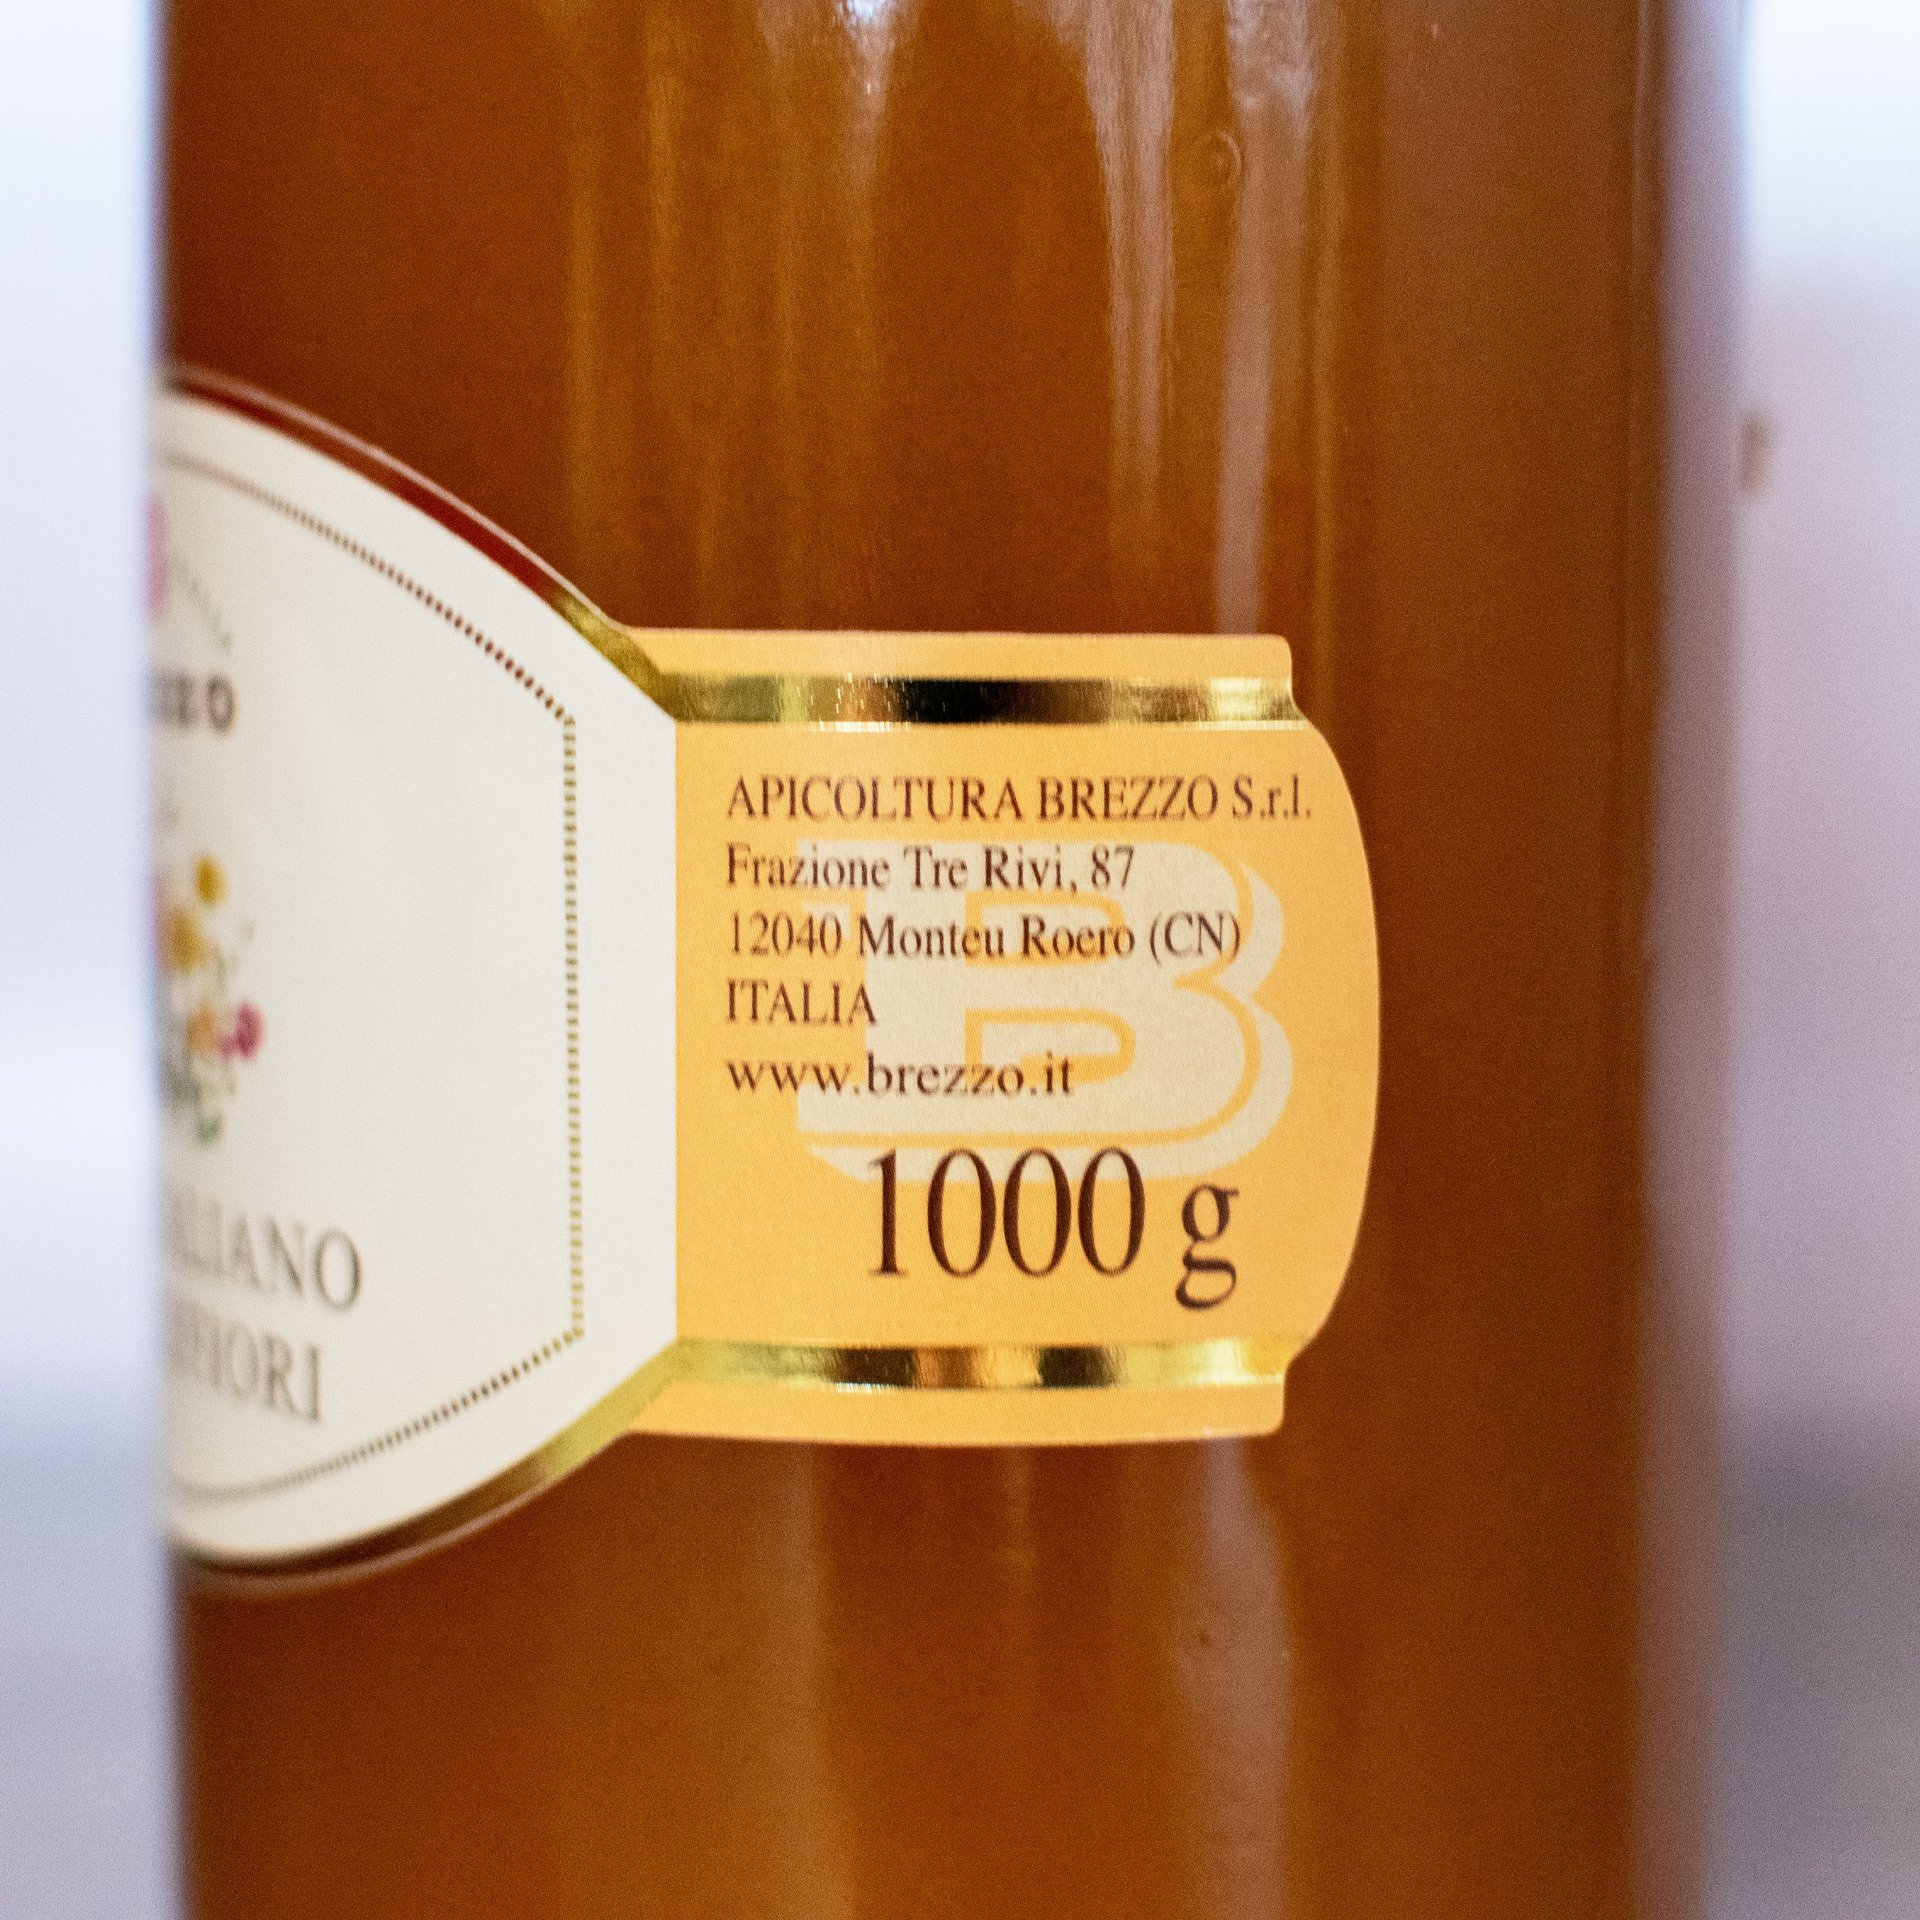 APICOLTURA BREZZO S.r.l.
Frazione Tre Rivi, 87
12040 Monteu Roero (CN)
ITALIA
www.brezzo.it
1000 g
B